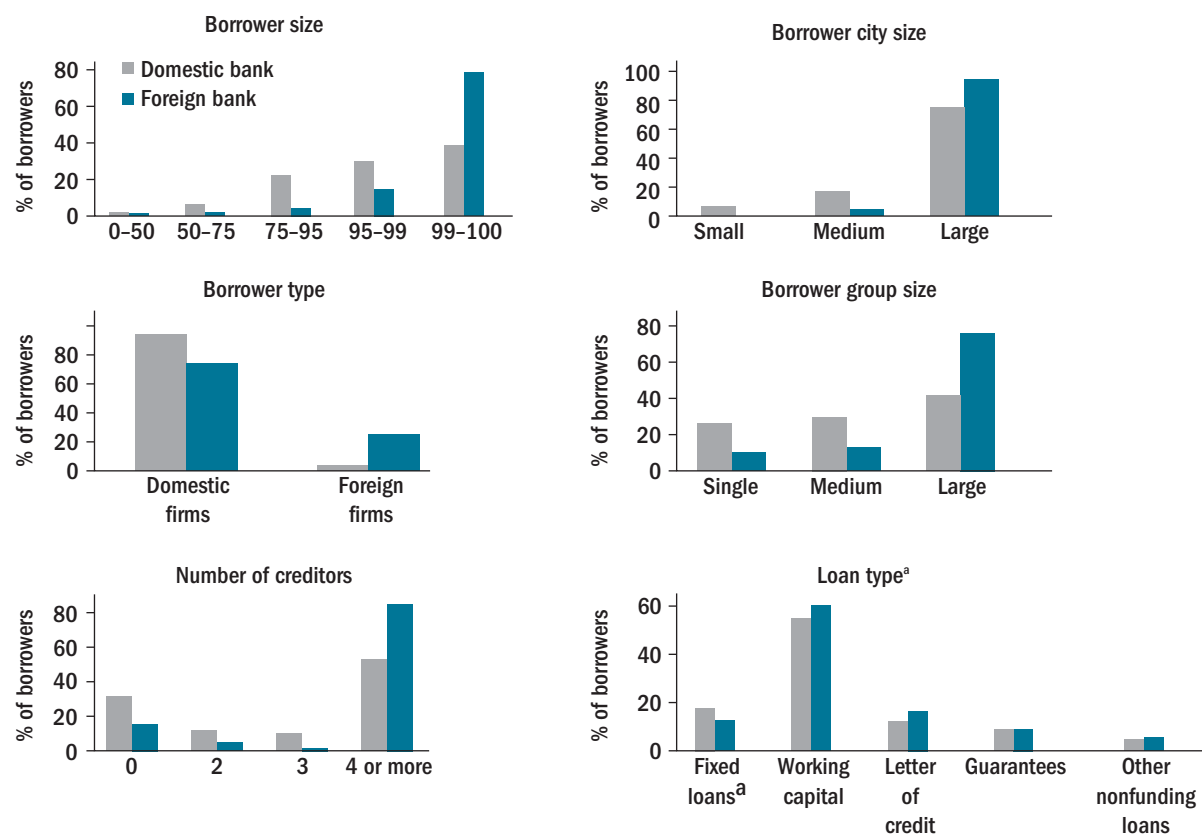 Borrower size
% of borrowers
80
60
40
20
0
Domestic bank
Foreign bank
0–50 50–75 75–95 95–99 99–100
Borrower city size
% of borrowers
100
80
60
40
20
0
Small Medium Large
Borrower type
% of borrowers
80
60
40
20
0
Domestic firms
Foreign firms
Borrower group size
% of borrowers
80
60
40
20
0
Single Medium Large
Number of creditors
% of borrowers
80
60
40
20
0
0 2 3 4 or more
Loan typeᵃ
% of borrowers
60
40
20
0
Fixed
loansᵃ
Working
capital
Letter
of
credit
Guarantees
Other
nonfunding
loans